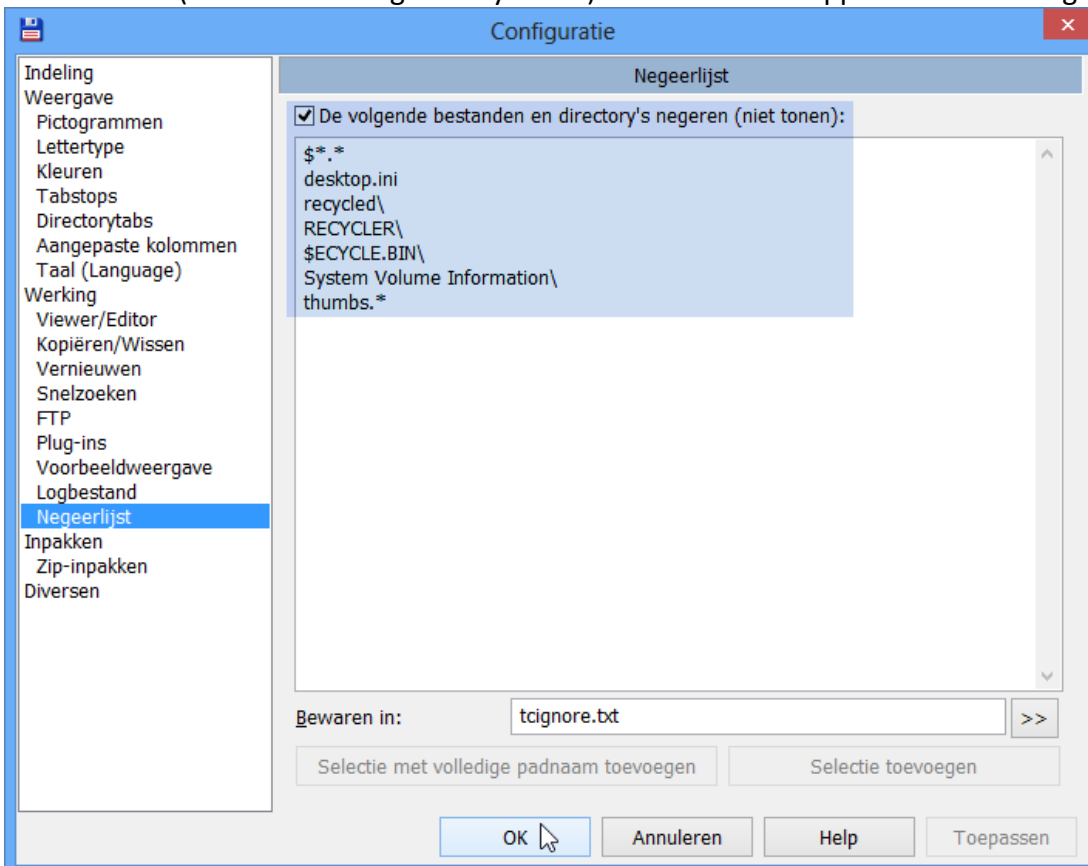 Configuratie
Indeling
Weergave
Pictogrammen
Lettertype
Kleuren
Tabstops
Directorytabs
Aangepaste kolommen
Taal (Language)
Werking
Viewer/Editor
Kopiëren/Wissen
Vernieuwen
Snelzoeken
FTP
Plug-ins
Voorbeeldweergave
Logbestand
Negeerlijst
Inpakken
Zip-inpakken
Diversen
Negeerlijst
De volgende bestanden en directory's negeren (niet tonen):
$*.*
desktop.ini
recycled\
RECYCLER\
$ECYCLE.BIN\
System Volume Information\
thumbs.*
Bewaren in:
tcignore.txt
>>
Selectie met volledige padnaam toevoegen
Selectie toevoegen
OK
Annuleren
Help
Toepassen